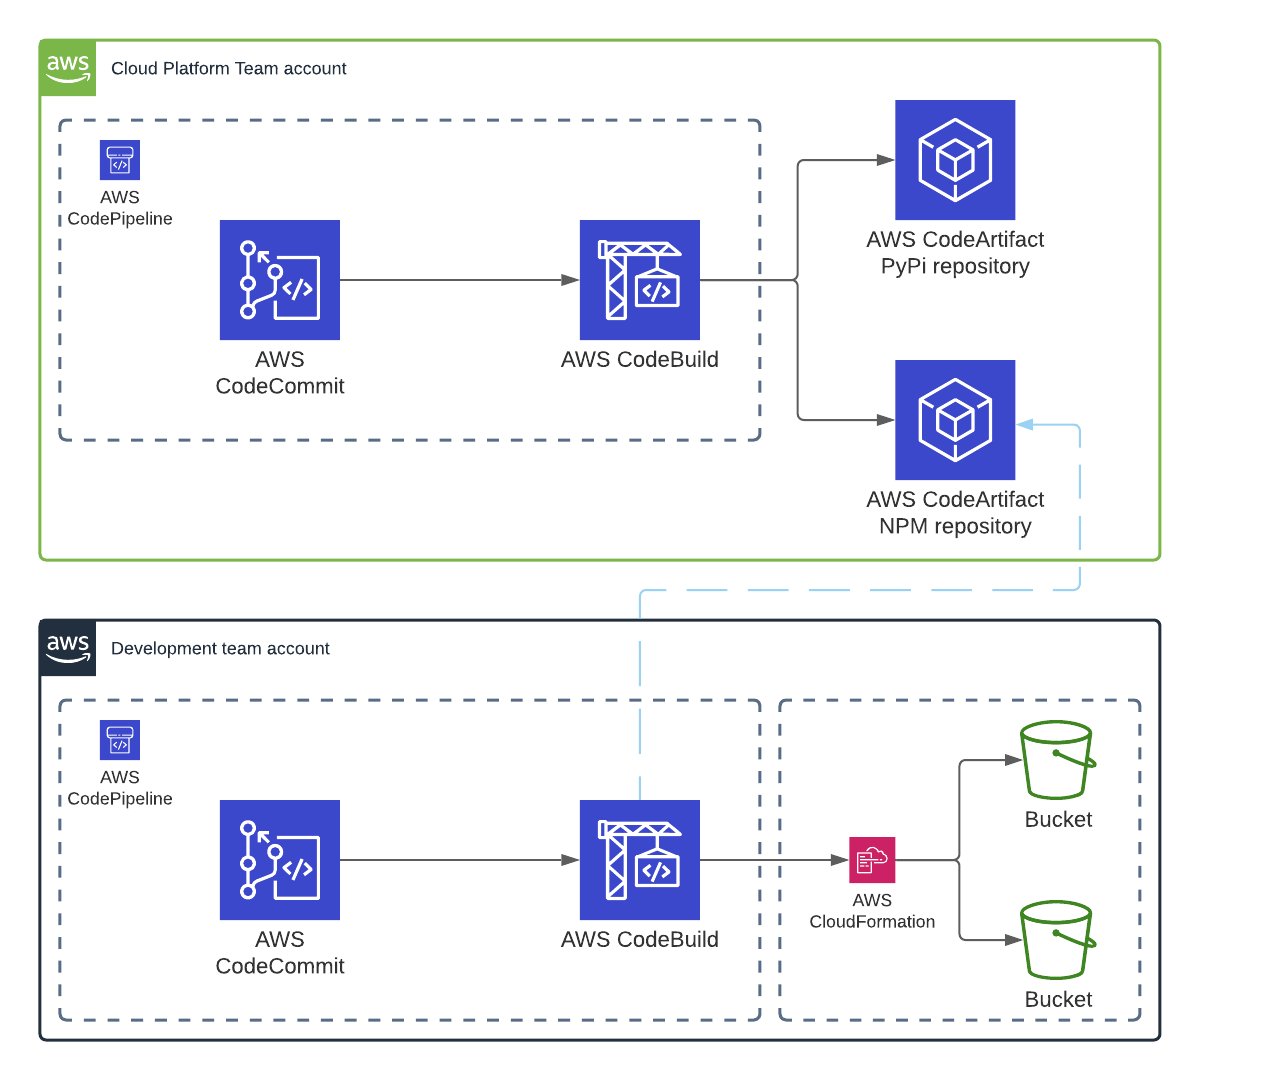 aws
Cloud Platform Team account
AWS
CodePipeline
AWS
CodeCommit
AWS CodeBuild
AWS CodeArtifact
PyPi repository
AWS CodeArtifact
NPM repository
aws
Development team account
AWS
CodePipeline
AWS
CodeCommit
AWS CodeBuild
AWS
CloudFormation
Bucket
Bucket